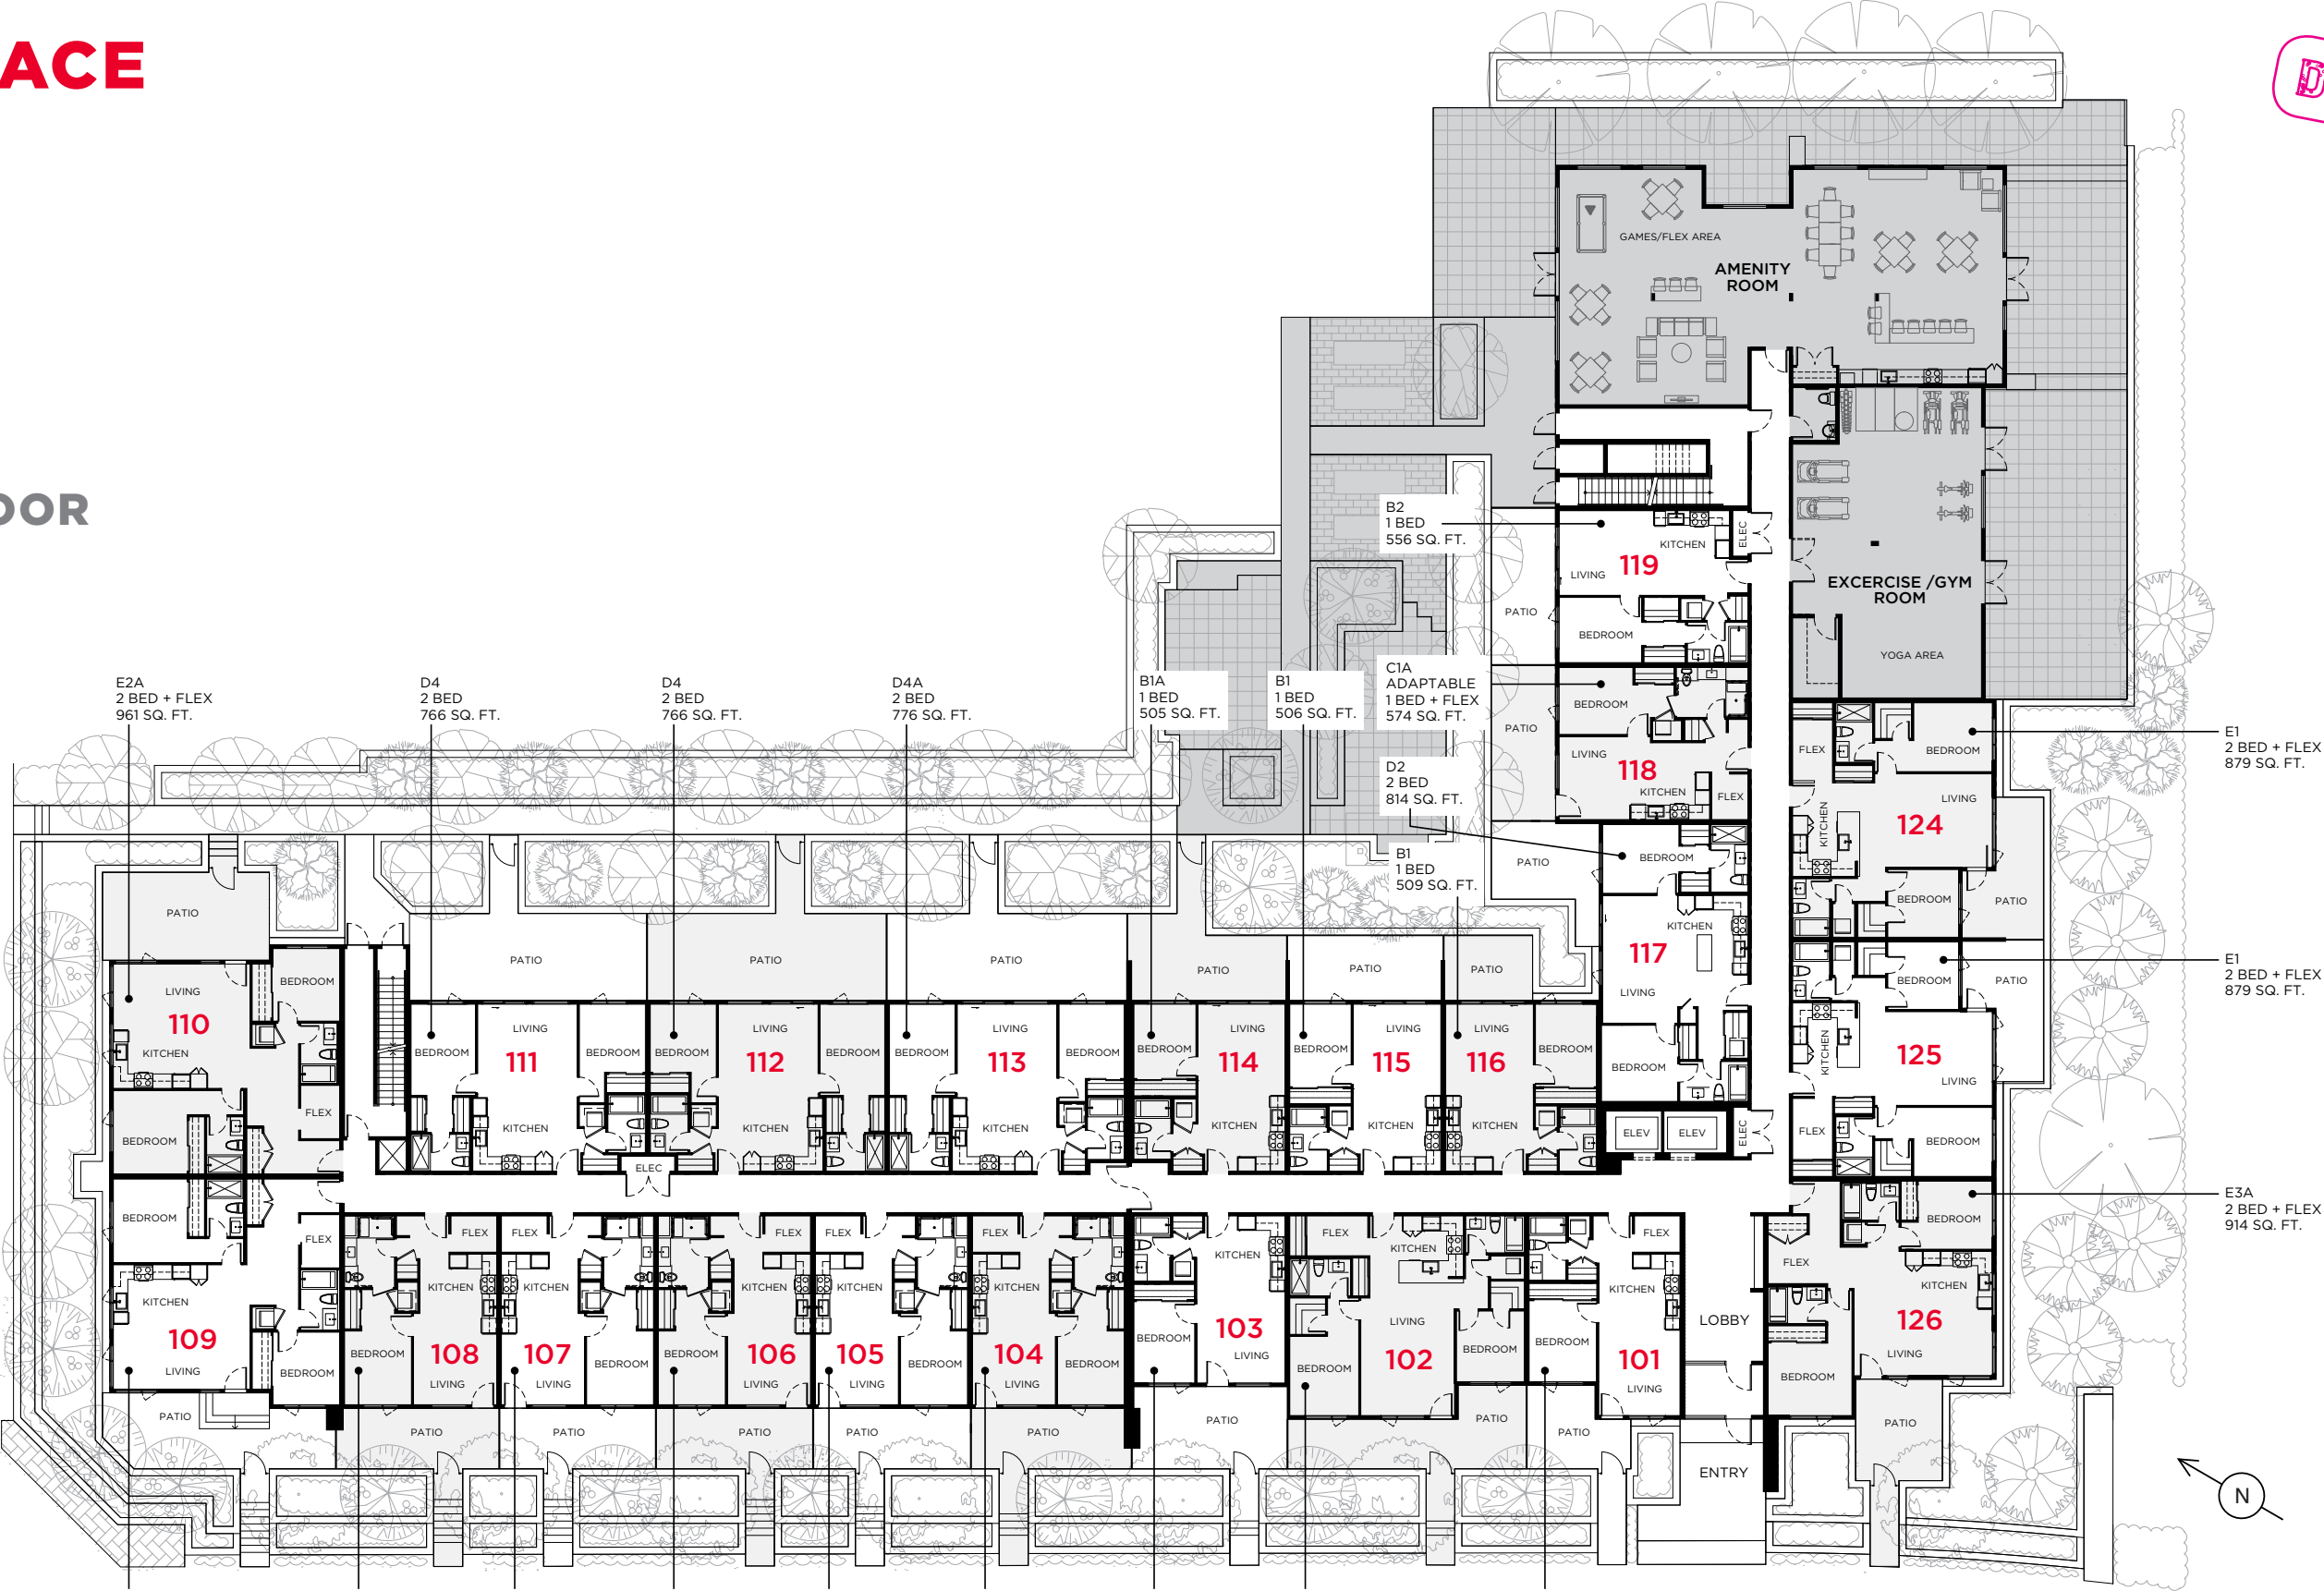 ACE
D
OOR
GAMES/FLEX AREA
AMENITY
ROOM
B2
1 BED
556 SQ. FT.
KITCHEN
ELEC
119
LIVING
PATIO
BEDROOM
EXCERCISE /GYM
ROOM
YOGA AREA
E2A
2 BED + FLEX
961 SQ. FT.
D4
2 BED
766 SQ. FT.
D4
2 BED
766 SQ. FT.
D4A
2 BED
776 SQ. FT.
B1A
1 BED
505 SQ. FT.
B1
1 BED
506 SQ. FT.
C1A
ADAPTABLE
1 BED + FLEX
574 SQ. FT.
BEDROOM
PATIO
LIVING
118
KITCHEN
FLEX
D2
2 BED
814 SQ. FT.
B1
1 BED
509 SQ. FT.
E1
2 BED + FLEX
879 SQ. FT.
FLEX
BEDROOM
LIVING
KITCHEN
124
BEDROOM
PATIO
PATIO
BEDROOM
KITCHEN
117
LIVING
BEDROOM
E1
2 BED + FLEX
879 SQ. FT.
BEDROOM
PATIO
KITCHEN
125
LIVING
FLEX
BEDROOM
PATIO
LIVING
BEDROOM
110
KITCHEN
FLEX
BEDROOM
PATIO
LIVING
BEDROOM
111
BEDROOM
KITCHEN
PATIO
LIVING
BEDROOM
112
BEDROOM
KITCHEN
PATIO
LIVING
BEDROOM
113
BEDROOM
KITCHEN
PATIO
LIVING
BEDROOM
114
KITCHEN
PATIO
LIVING
BEDROOM
115
KITCHEN
PATIO
LIVING
BEDROOM
116
KITCHEN
ELEV
ELEV
ELEC
ELEC
E3A
2 BED + FLEX
914 SQ. FT.
BEDROOM
FLEX
KITCHEN
109
LIVING
BEDROOM
PATIO
FLEX
KITCHEN
BEDROOM
108
LIVING
PATIO
FLEX
KITCHEN
107
BEDROOM
LIVING
PATIO
FLEX
KITCHEN
BEDROOM
106
LIVING
PATIO
FLEX
KITCHEN
105
BEDROOM
LIVING
PATIO
FLEX
KITCHEN
104
BEDROOM
LIVING
PATIO
KITCHEN
BEDROOM
103
LIVING
PATIO
FLEX
KITCHEN
LIVING
BEDROOM
102
BEDROOM
PATIO
FLEX
KITCHEN
BEDROOM
101
LIVING
PATIO
LOBBY
ENTRY
BEDROOM
FLEX
KITCHEN
126
LIVING
BEDROOM
PATIO
N